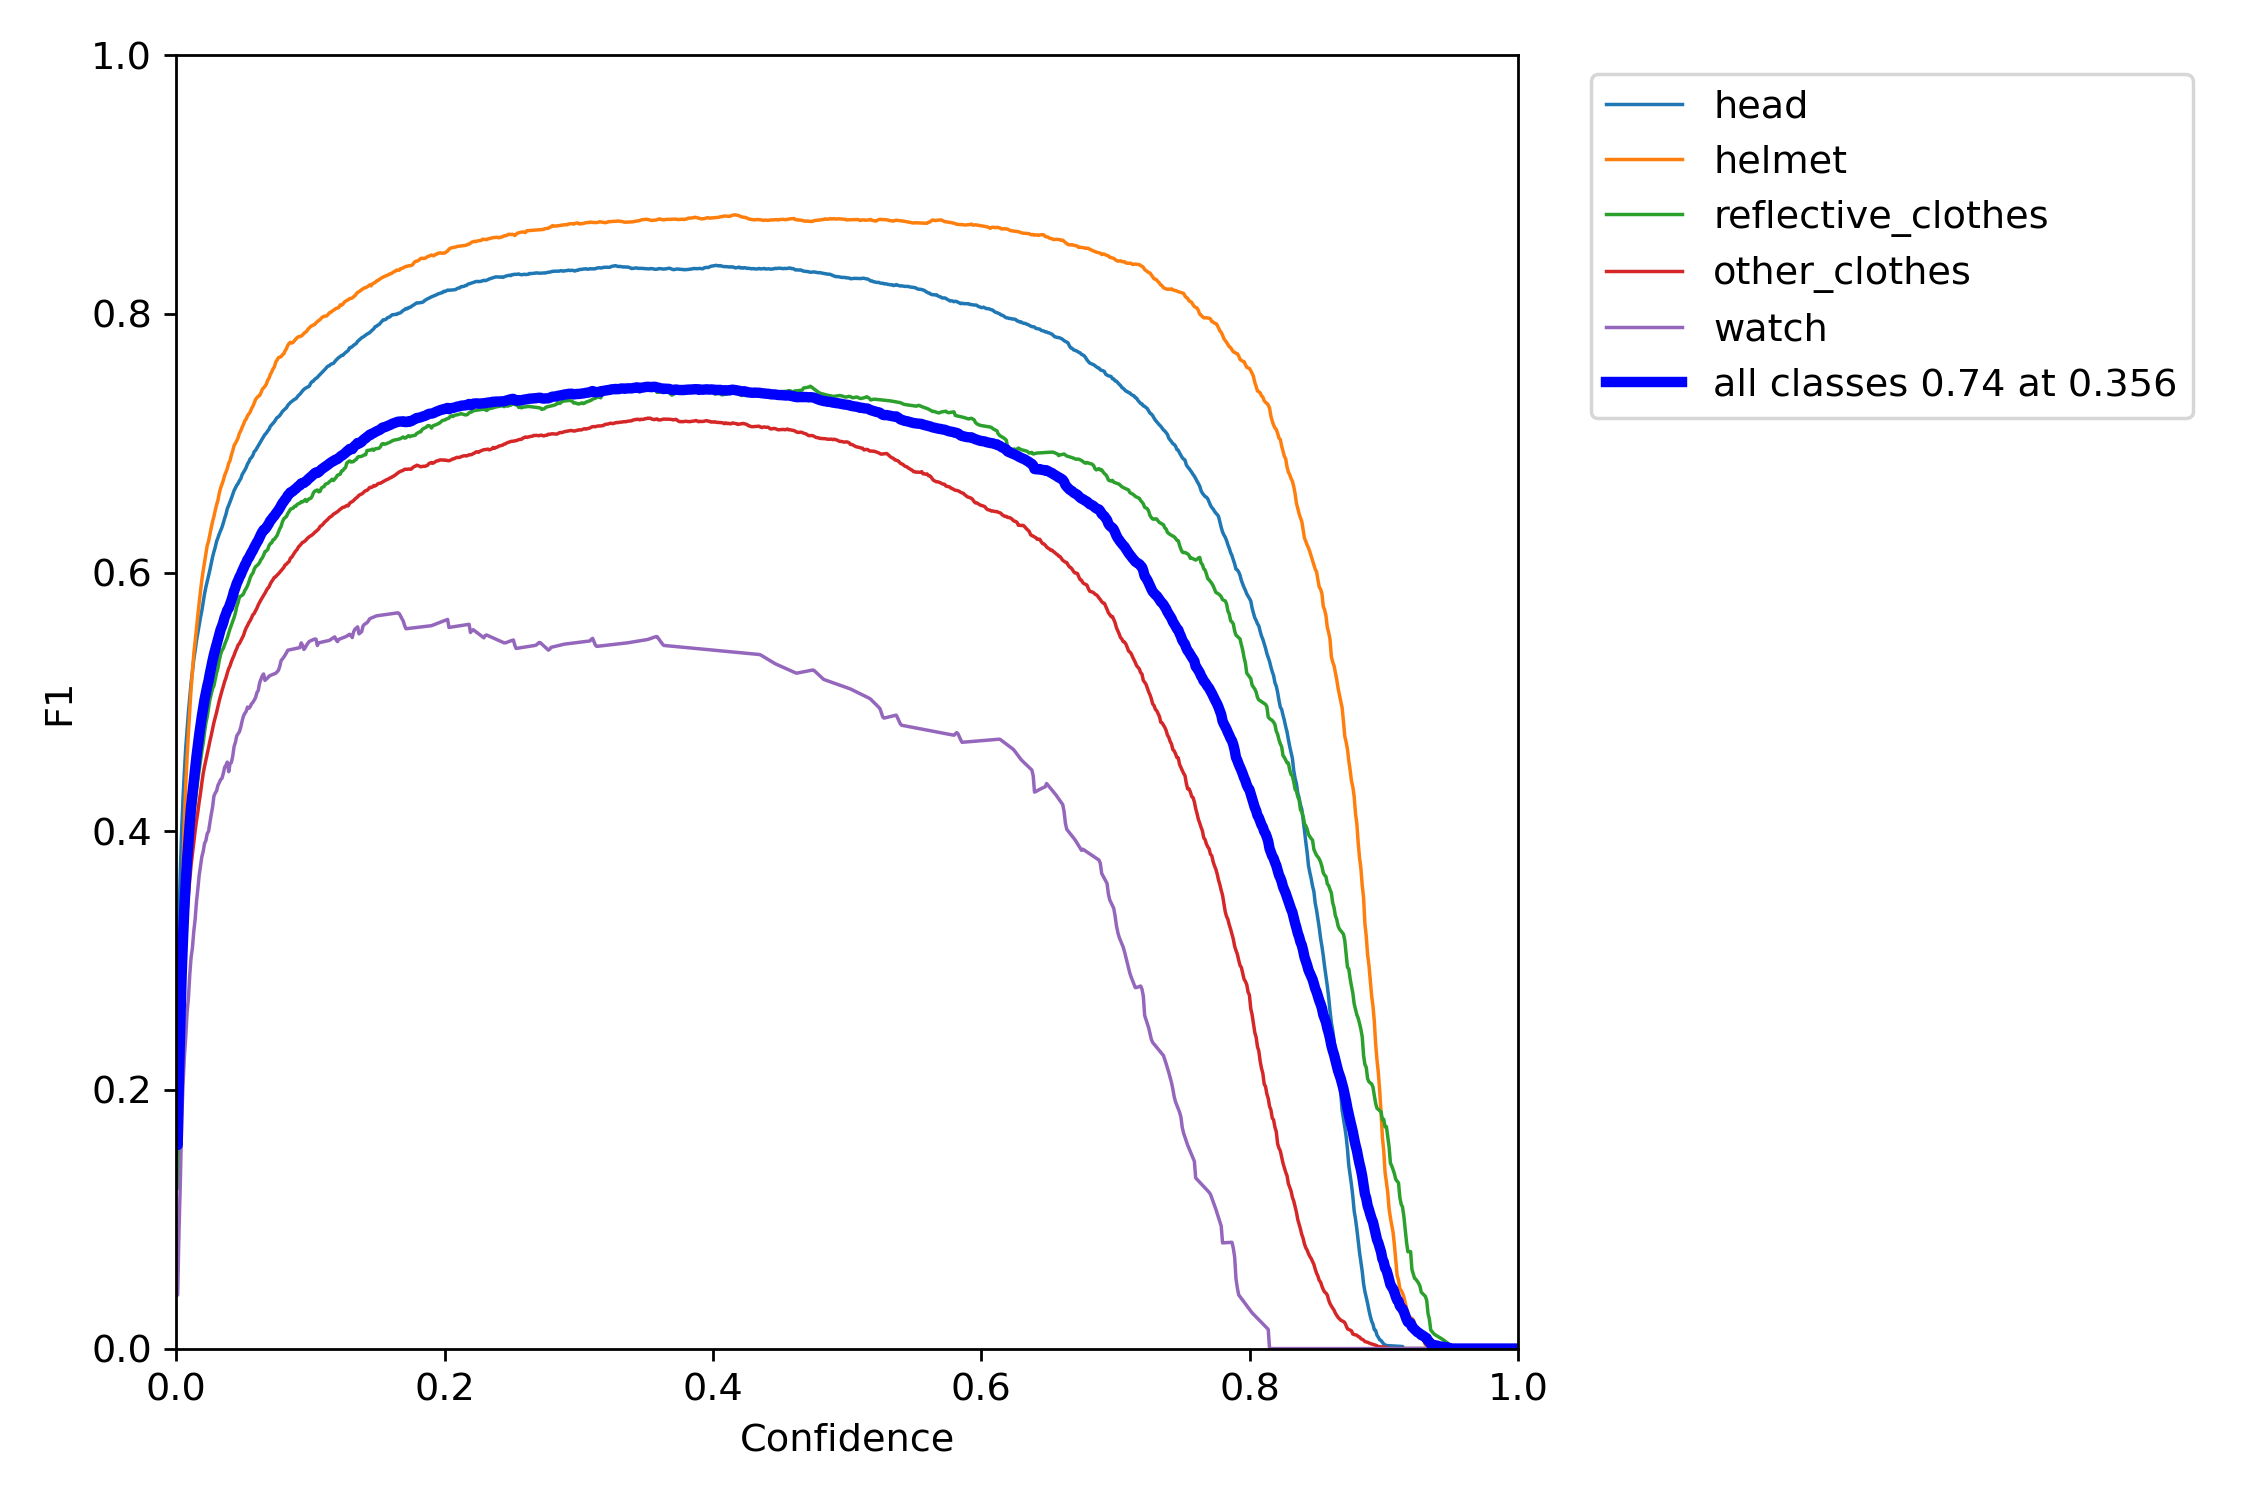 1.0
0.8
0.6
0.4
0.2
0.0
F1
0.0 0.2 0.4 0.6 0.8 1.0
Confidence
head
helmet
reflective_clothes
other_clothes
watch
all classes 0.74 at 0.356